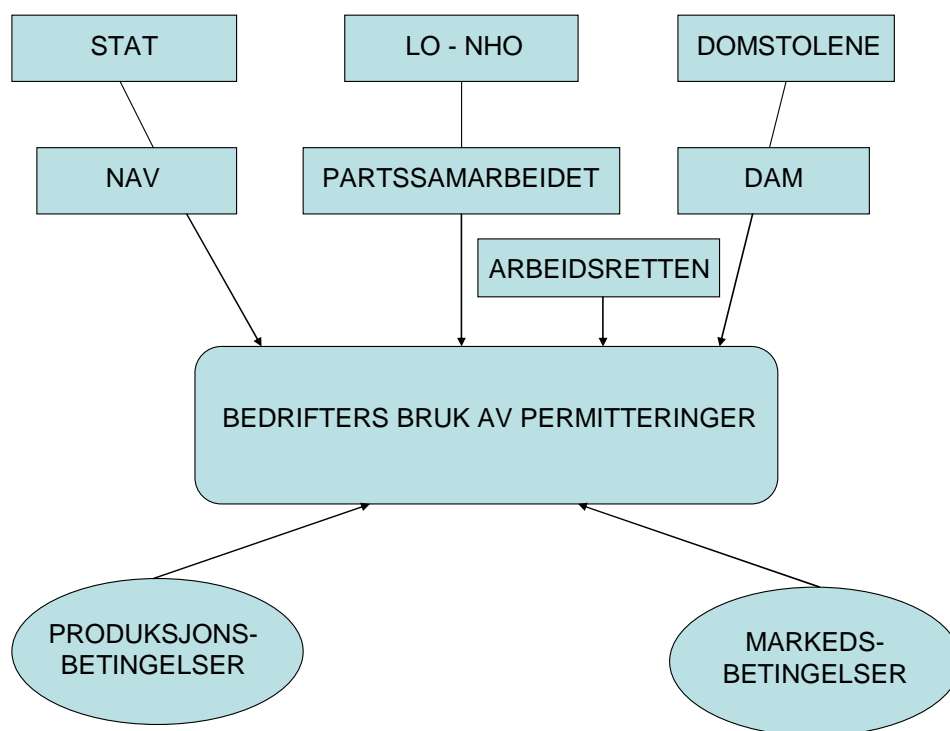 STAT
LO - NHO
DOMSTOLENE
NAV
PARTSSAMARBEIDET
DAM
ARBEIDSRETTEN
BEDRIFTERS BRUK AV PERMITTERINGER
PRODUKSJONS-
BETINGELSER
MARKEDS-
BETINGELSER